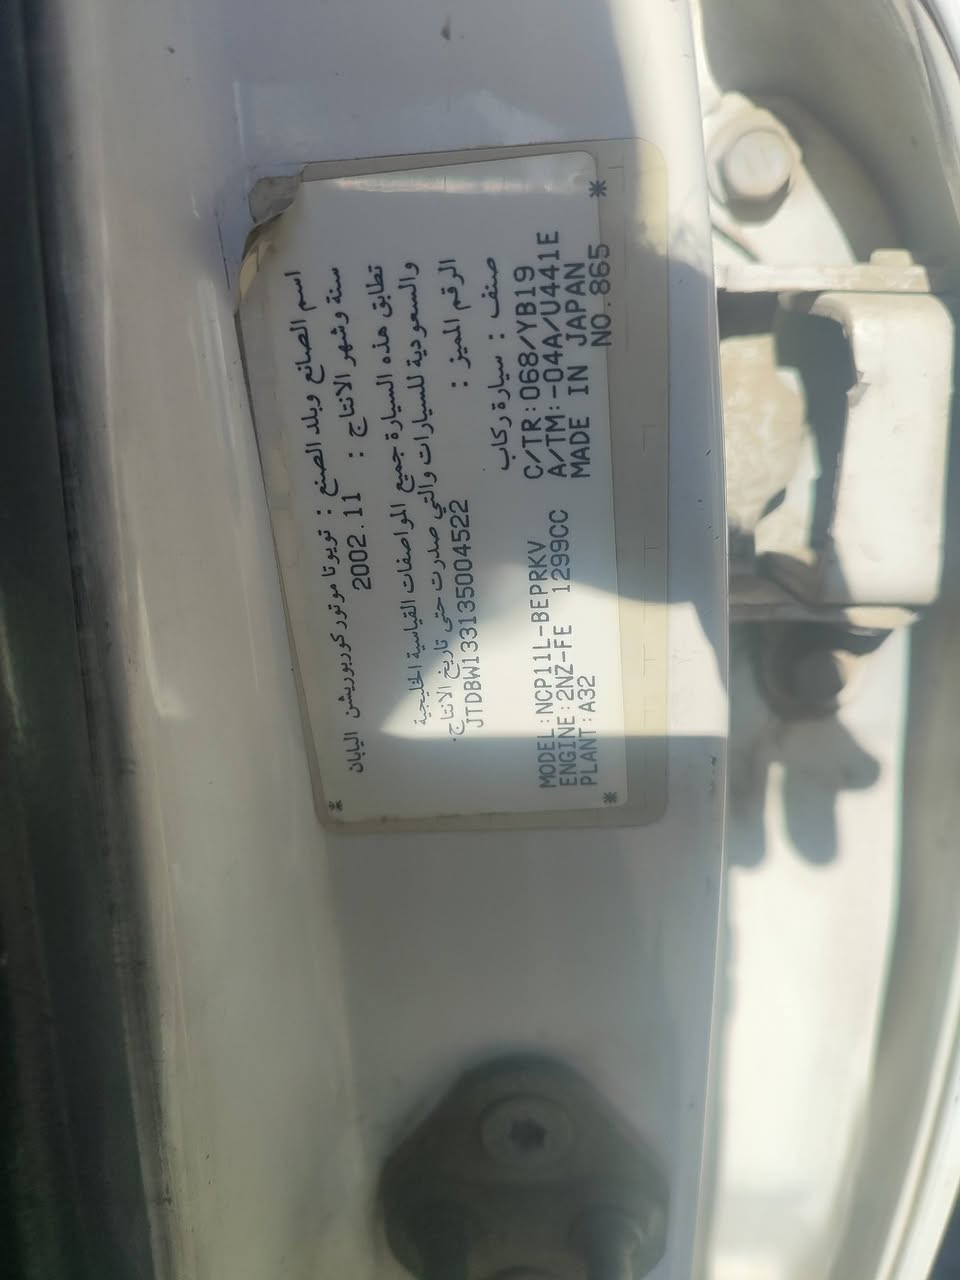 *
اسم الصانع وبلد الصنع : تويوتا موتور كوربوريشن اليابان
سنة وشهر الانتاج : 2002.11
تطابق هذه السيارة جميع المواصفات القياسية الخليجية
والسعودية للسيارات والتي صدرت حتى تاريخ الانتاج.
الرقم المميز : JTDBW133135004522
صنف : سيارة ركاب
MODEL:NCP11L-BEPRKV C/TR:068/YB19
ENGINE:2NZ-FE 1299CC A/TM:-04A/U441E
PLANT:A32 MADE IN JAPAN
* NO.865 *